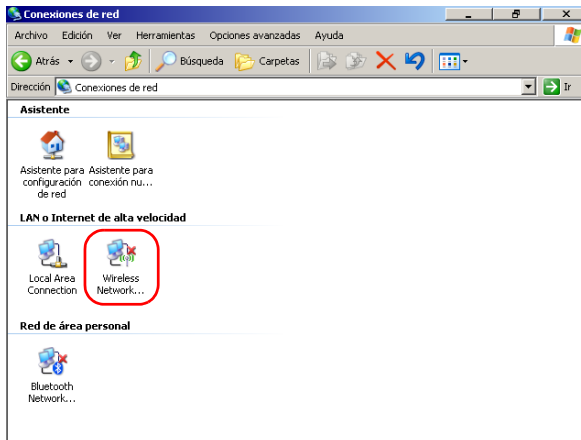 Conexiones de red
Archivo Edición Ver Herramientas Opciones avanzadas Ayuda
Atrás Búsqueda Carpetas
Dirección Conexiones de red Ir
Asistente
Asistente para configuración de red
Asistente para conexión nu...
LAN o Internet de alta velocidad
Local Area Connection
Wireless Network...
Red de área personal
Bluetooth Network...